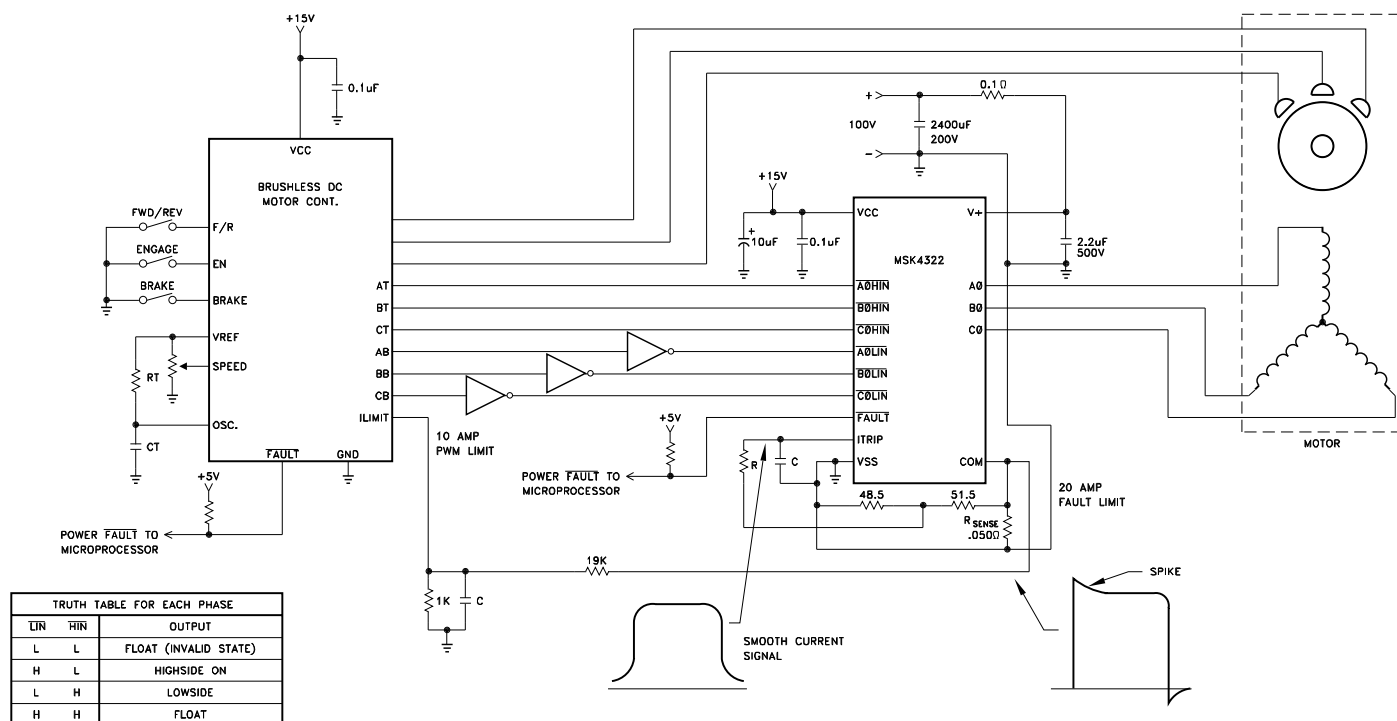 +15V
0.1uF
VCC
BRUSHLESS DC
MOTOR CONT.
FWD/REV
F/R
ENGAGE
EN
BRAKE
BRAKE
VREF
SPEED
RT
OSC.
CT
FAULT
GND
+5V
POWER FAULT TO
MICROPROCESSOR
AT
BT
CT
AB
BB
CB
ILIMIT
10 AMP
PWM LIMIT
+5V
POWER FAULT TO
MICROPROCESSOR
+
100V
-
2400uF
200V
0.1Ω
+15V
+
10uF
0.1uF
VCC
V+
MSK4322
2.2uF
500V
AØHIN
BØHIN
CØHIN
AØLIN
BØLIN
CØLIN
FAULT
ITRIP
VSS
AØ
BØ
CØ
COM
R
C
48.5
51.5
R SENSE
.050Ω
20 AMP
FAULT LIMIT
MOTOR
19K
1K
C
SMOOTH CURRENT
SIGNAL
SPIKE
TRUTH TABLE FOR EACH PHASE
LIN HIN OUTPUT
L L FLOAT (INVALID STATE)
H L HIGHSIDE ON
L H LOWSIDE
H H FLOAT